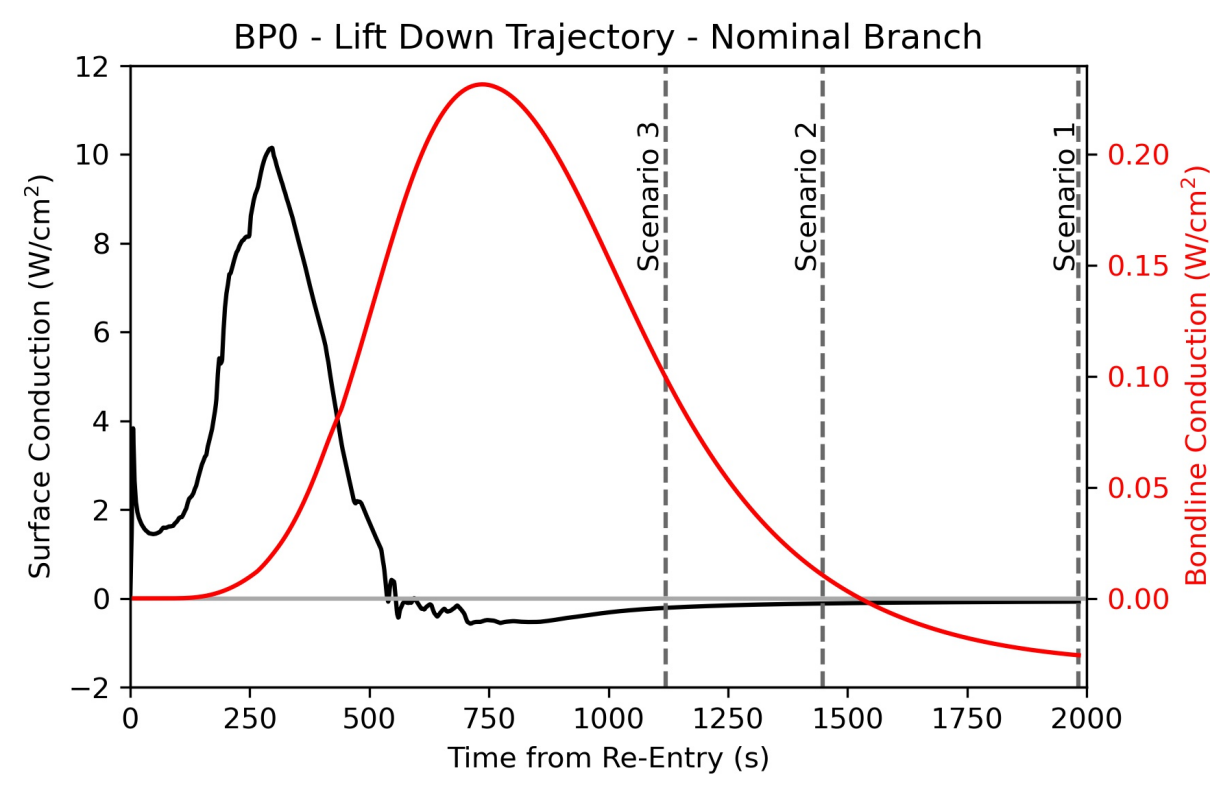 BP0 - Lift Down Trajectory - Nominal Branch
Surface Conduction (W/cm²)
12
10
8
6
4
2
0
−2
Scenario 3
Scenario 2
Scenario 1
0.20
0.15
0.10
0.05
0.00
Bondline Conduction (W/cm²)
0 250 500 750 1000 1250 1500 1750 2000
Time from Re-Entry (s)